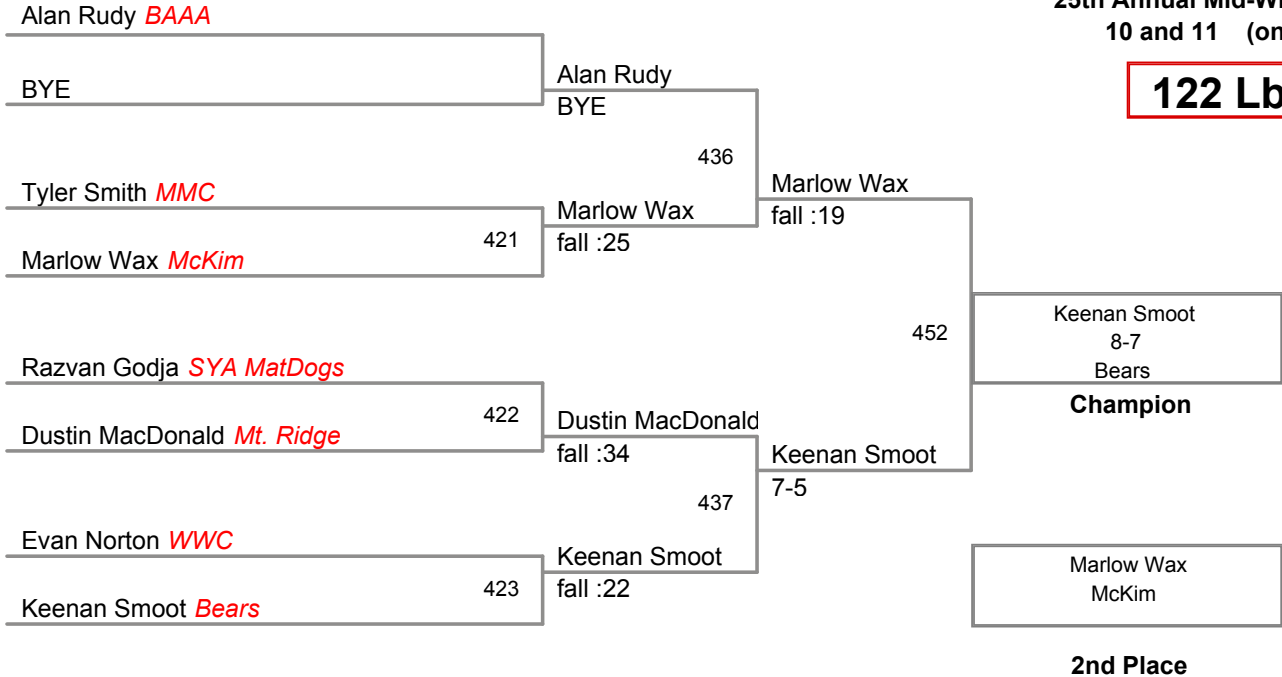 Alan Rudy BAAA
BYE
Tyler Smith MMC
421
Marlow Wax McKim
Razvan Godja SYA MatDogs
422
Dustin MacDonald Mt. Ridge
Evan Norton WWC
423
Keenan Smoot Bears
Alan Rudy
BYE
436
Marlow Wax
fall :25
Dustin MacDonald
fall :34
437
Keenan Smoot
fall :22
Marlow Wax
fall :19
452
Keenan Smoot
7-5
25th Annual
10 and 11 (on
122 Lb
Keenan Smoot
8-7
Bears
Champion
Marlow Wax
McKim
2nd Place